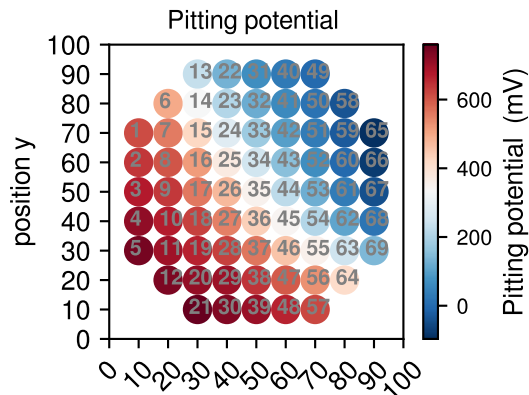 Pitting potential
100
90
80
70
60
50
40
30
20
10
0
position y
13 22 31 40 49
6 14 23 32 41 50 58
1 7 15 24 33 42 51 59 65
2 8 16 25 34 43 52 60 66
3 9 17 26 35 44 53 61 67
4 10 18 27 36 45 54 62 68
5 11 19 28 37 46 55 63 69
12 20 29 38 47 56 64
21 30 39 48 57
0 10 20 30 40 50 60 70 80 90 100
600
400
200
0
Pitting potential (mV)